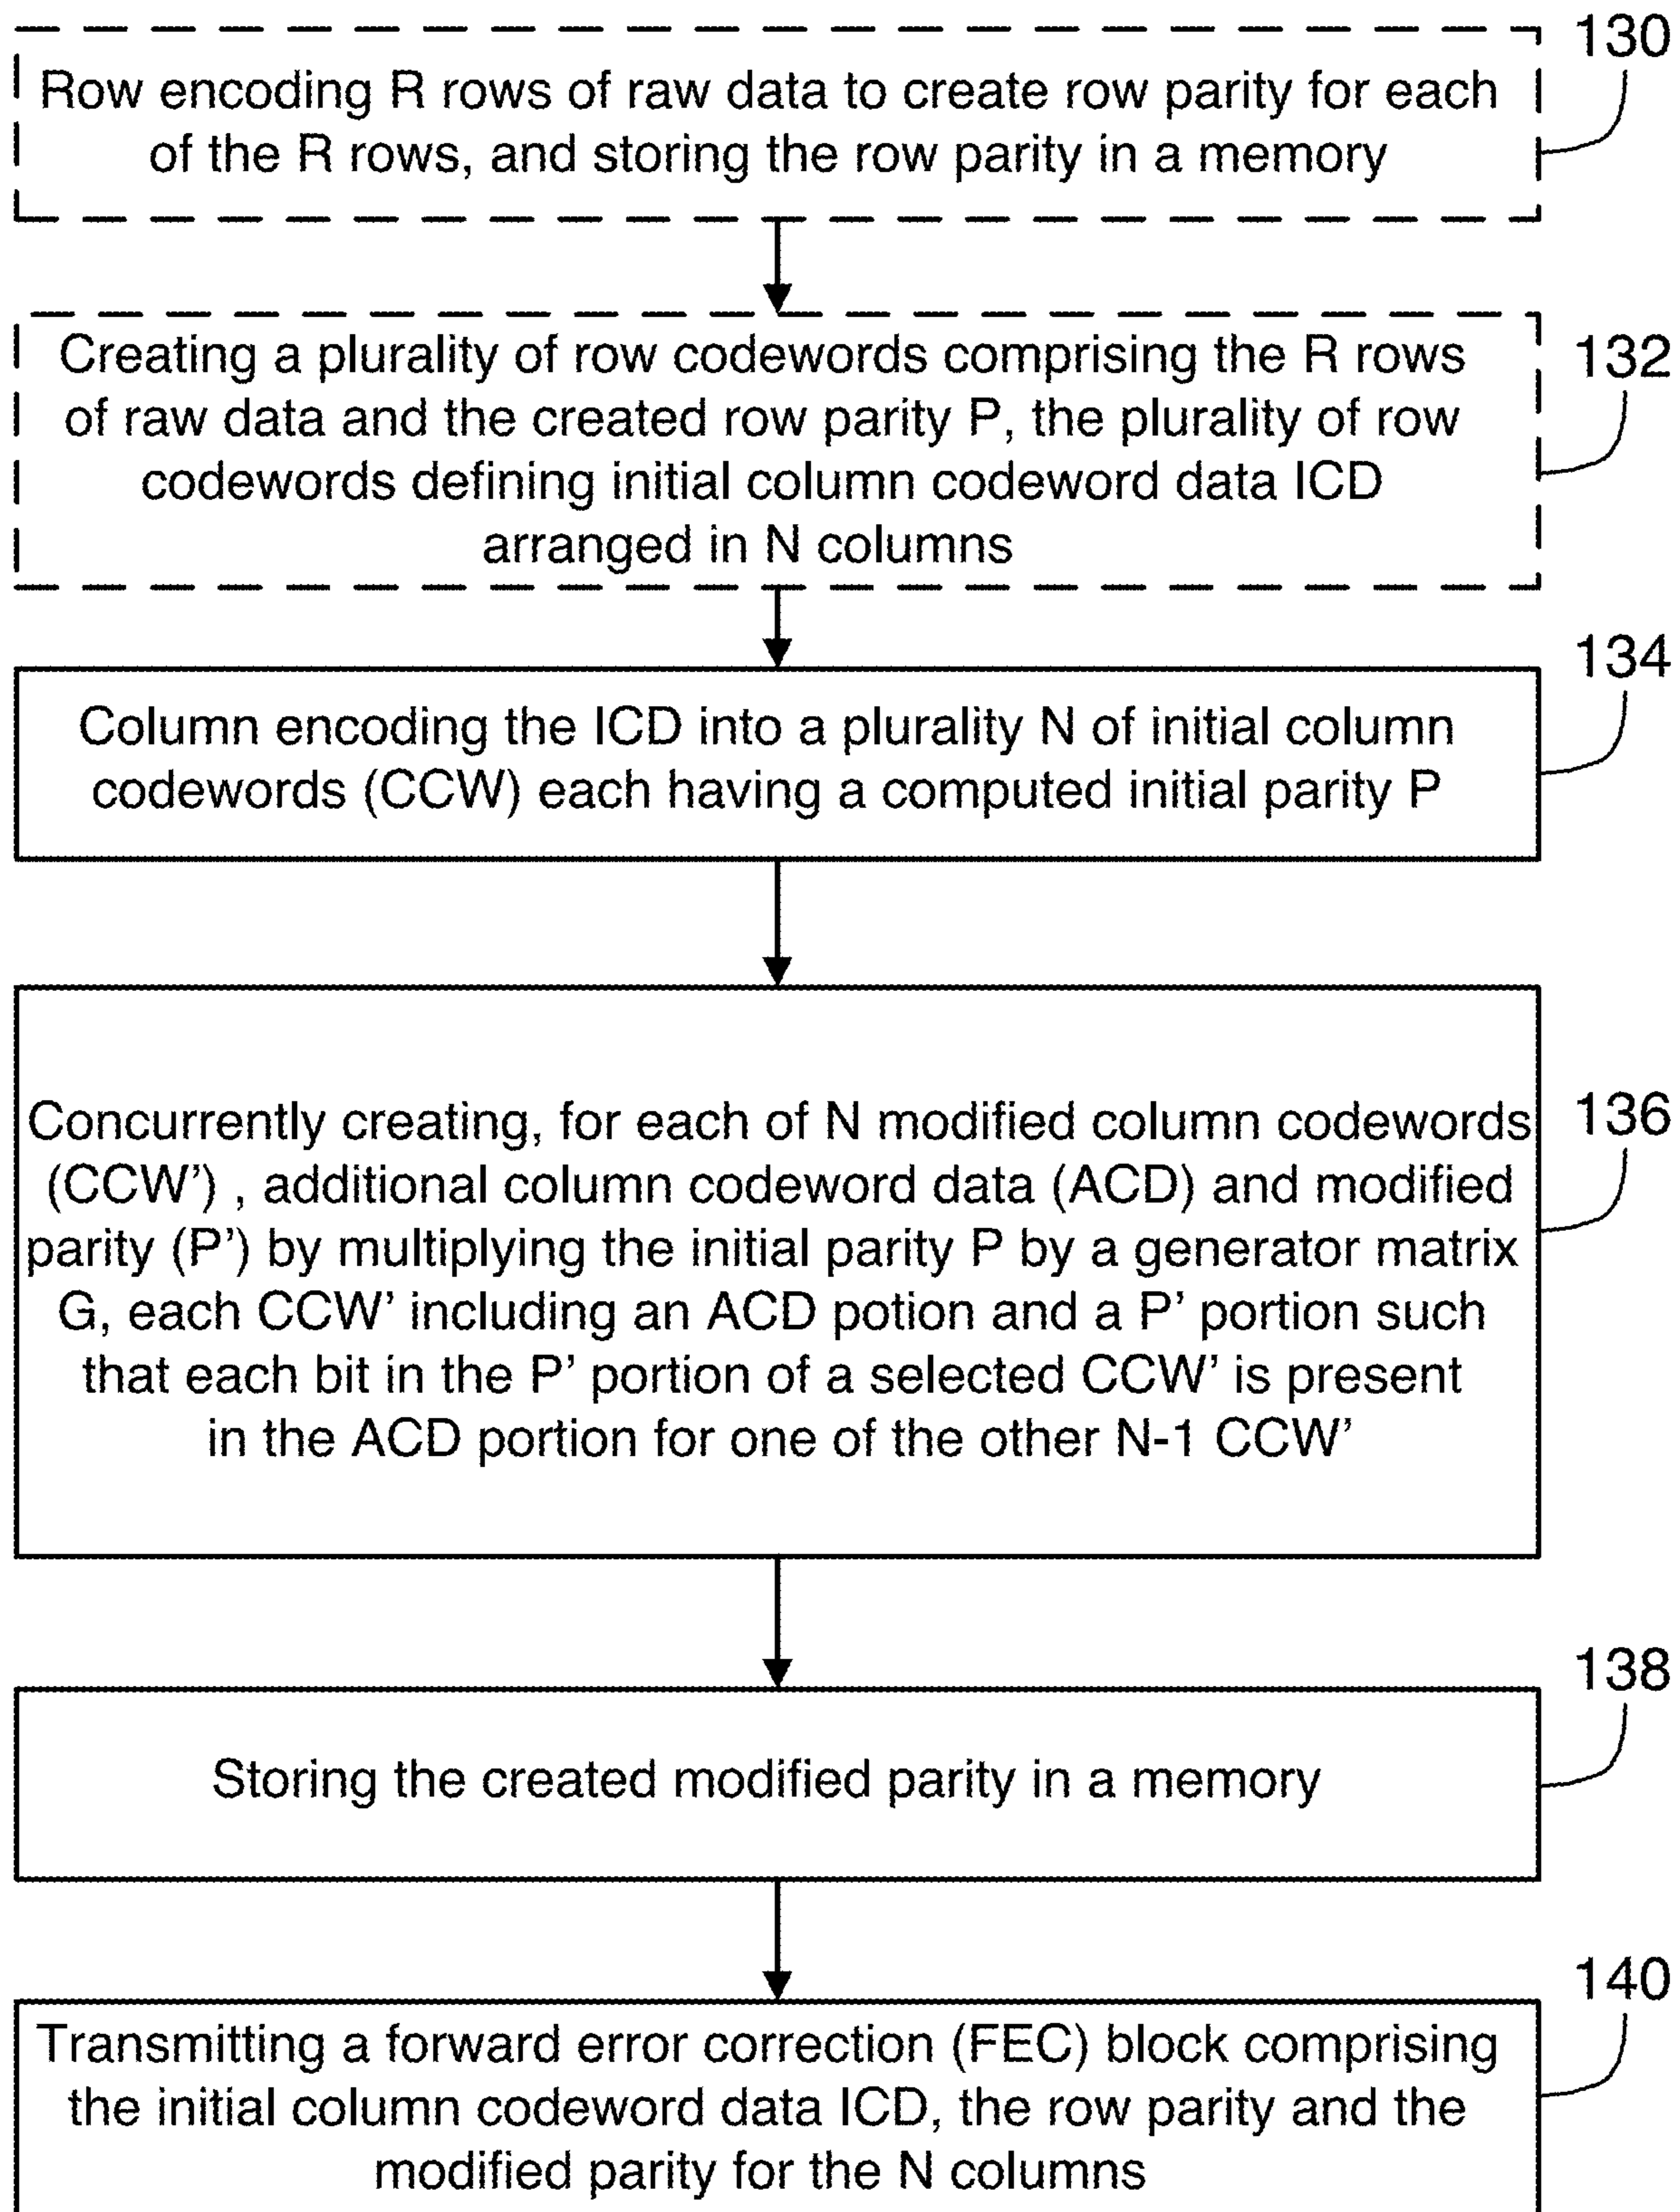 130
Row encoding R rows of raw data to create row parity for each
of the R rows, and storing the row parity in a memory
132
Creating a plurality of row codewords comprising the R rows
of raw data and the created row parity P, the plurality of row
codewords defining initial column codeword data ICD
arranged in N columns
134
Column encoding the ICD into a plurality N of initial column
codewords (CCW) each having a computed initial parity P
136
Concurrently creating, for each of N modified column codewords
(CCW') , additional column codeword data (ACD) and modified
parity (P') by multiplying the initial parity P by a generator matrix
G, each CCW' including an ACD potion and a P' portion such
that each bit in the P' portion of a selected CCW' is present
in the ACD portion for one of the other N-1 CCW'
138
Storing the created modified parity in a memory
140
Transmitting a forward error correction (FEC) block comprising
the initial column codeword data ICD, the row parity and the
modified parity for the N columns